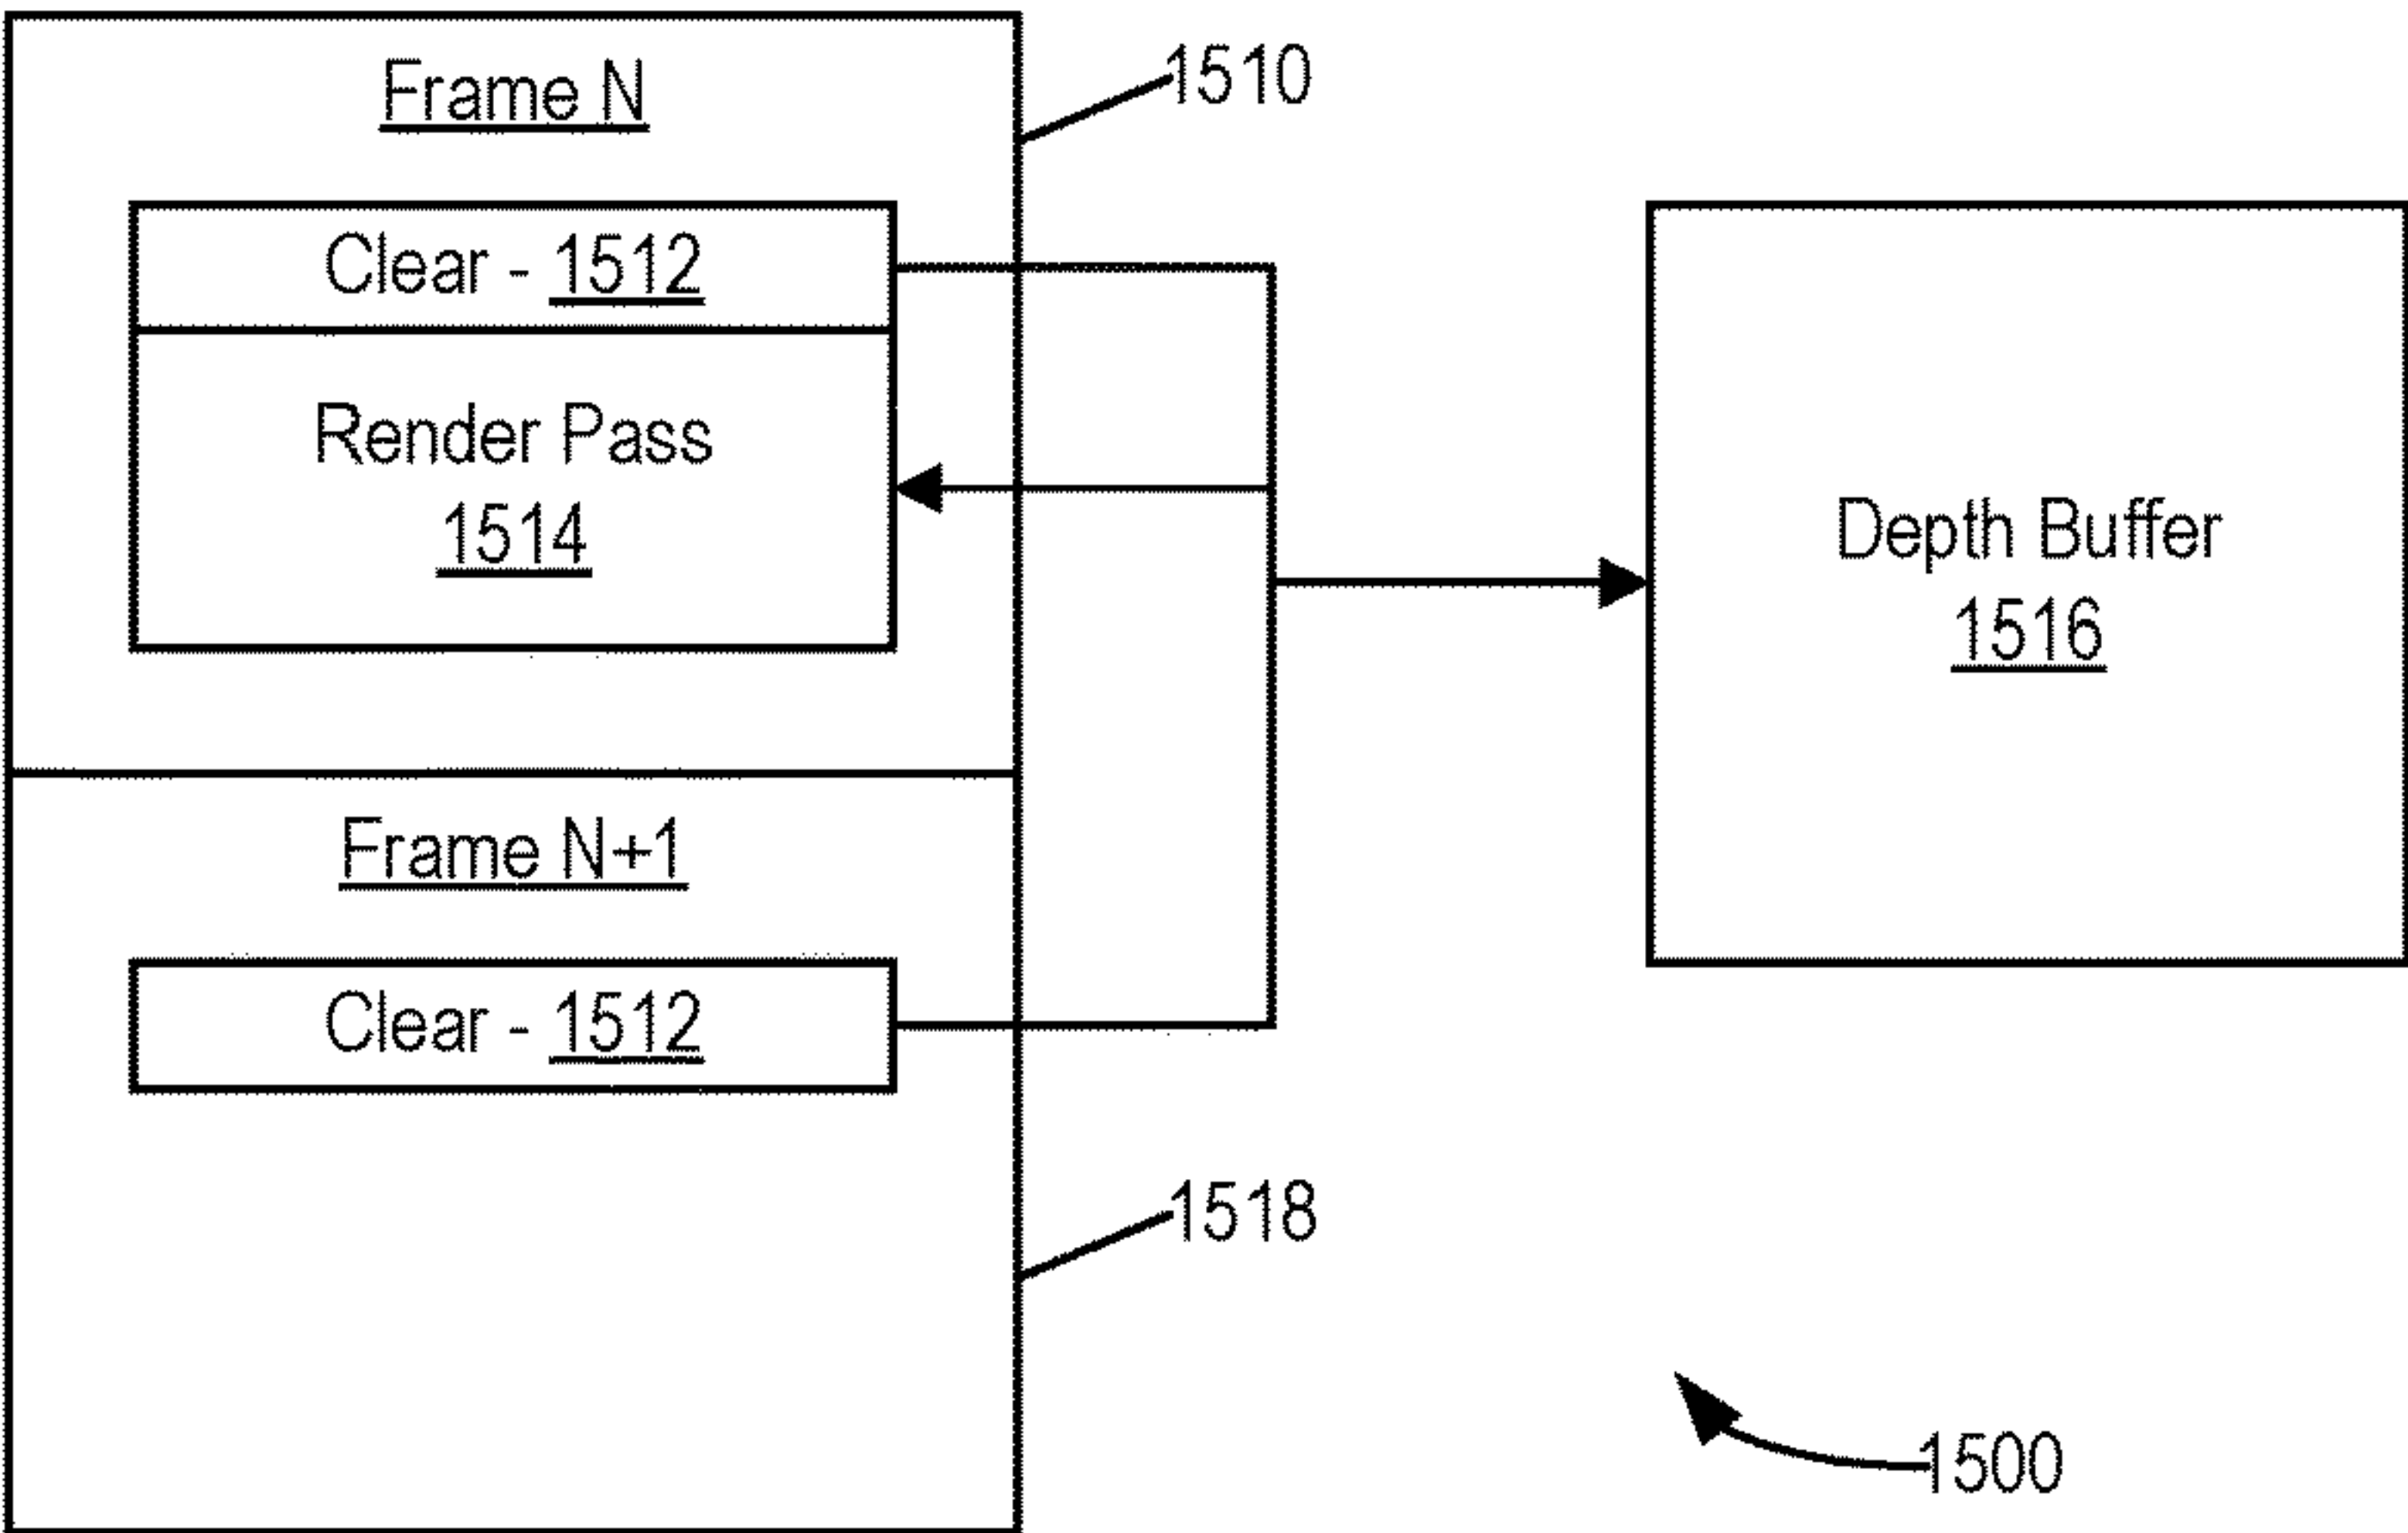 Frame N
1510
Clear - 1512
Render Pass
1514
Depth Buffer
1516
Frame N+1
Clear - 1512
1518
1500